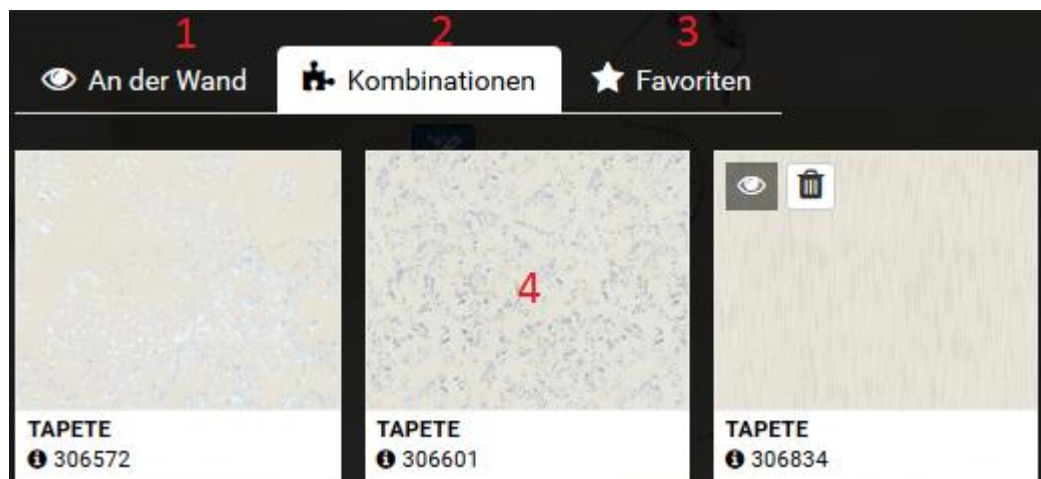 1 2 3
An der Wand Kombinationen Favoriten
4
TAPETE TAPETE TAPETE
306572 306601 306834